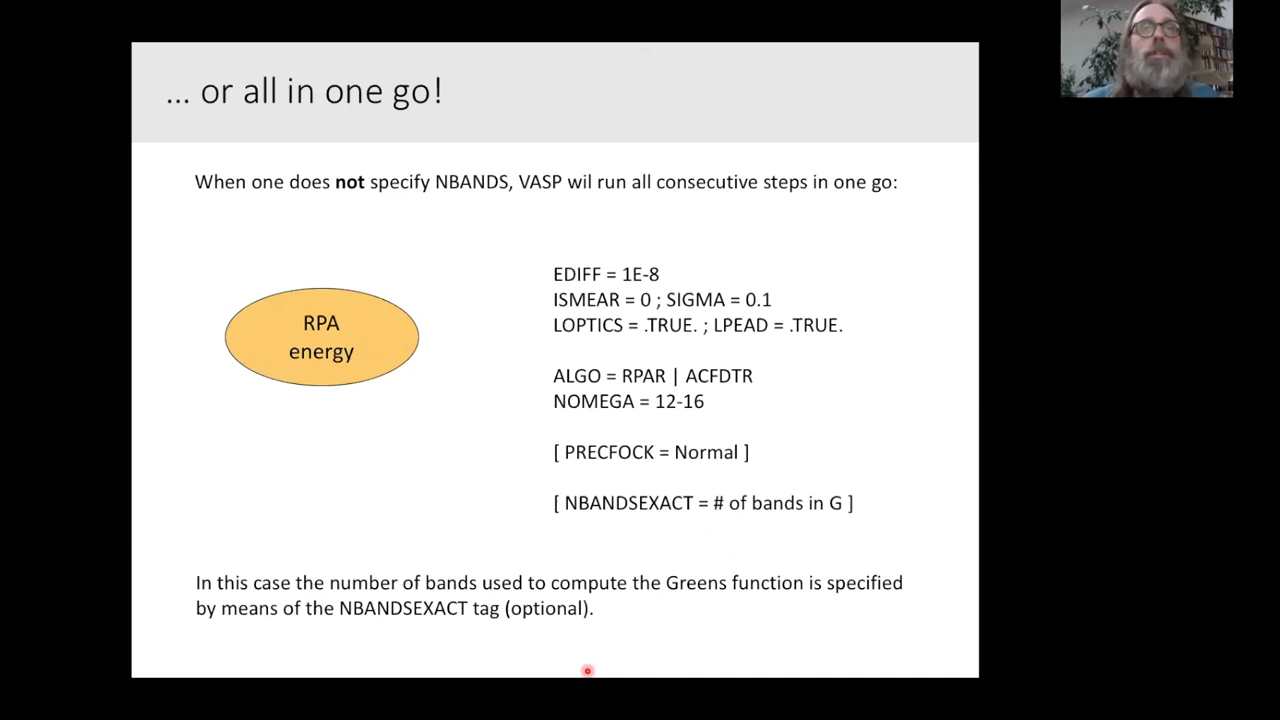 ... or all in one go!
When one does not specify NBANDS, VASP wil run all consecutive steps in one go:
RPA
energy
EDIFF = 1E-8
ISMEAR = 0 ; SIGMA = 0.1
LOPTICS = .TRUE. ; LPEAD = .TRUE.
ALGO = RPAR | ACFDTR
NOMEGA = 12-16
[ PRECFOCK = Normal ]
[ NBANDSEXACT = # of bands in G ]
In this case the number of bands used to compute the Greens function is specified
by means of the NBANDSEXACT tag (optional).